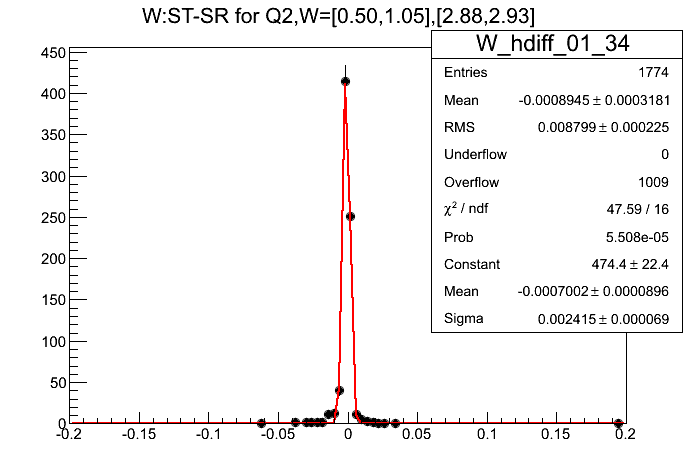 W:ST-SR for Q2,W=[0.50,1.05],[2.88,2.93]
W_hdiff_01_34
Entries 1774
Mean -0.0008945 ± 0.0003181
RMS 0.008799 ± 0.000225
Underflow 0
Overflow 1009
χ² / ndf 47.59 / 16
Prob 5.508e-05
Constant 474.4 ± 22.4
Mean -0.0007002 ± 0.0000896
Sigma 0.002415 ± 0.000069
450
400
350
300
250
200
150
100
50
0
-0.2 -0.15 -0.1 -0.05 0 0.05 0.1 0.15 0.2